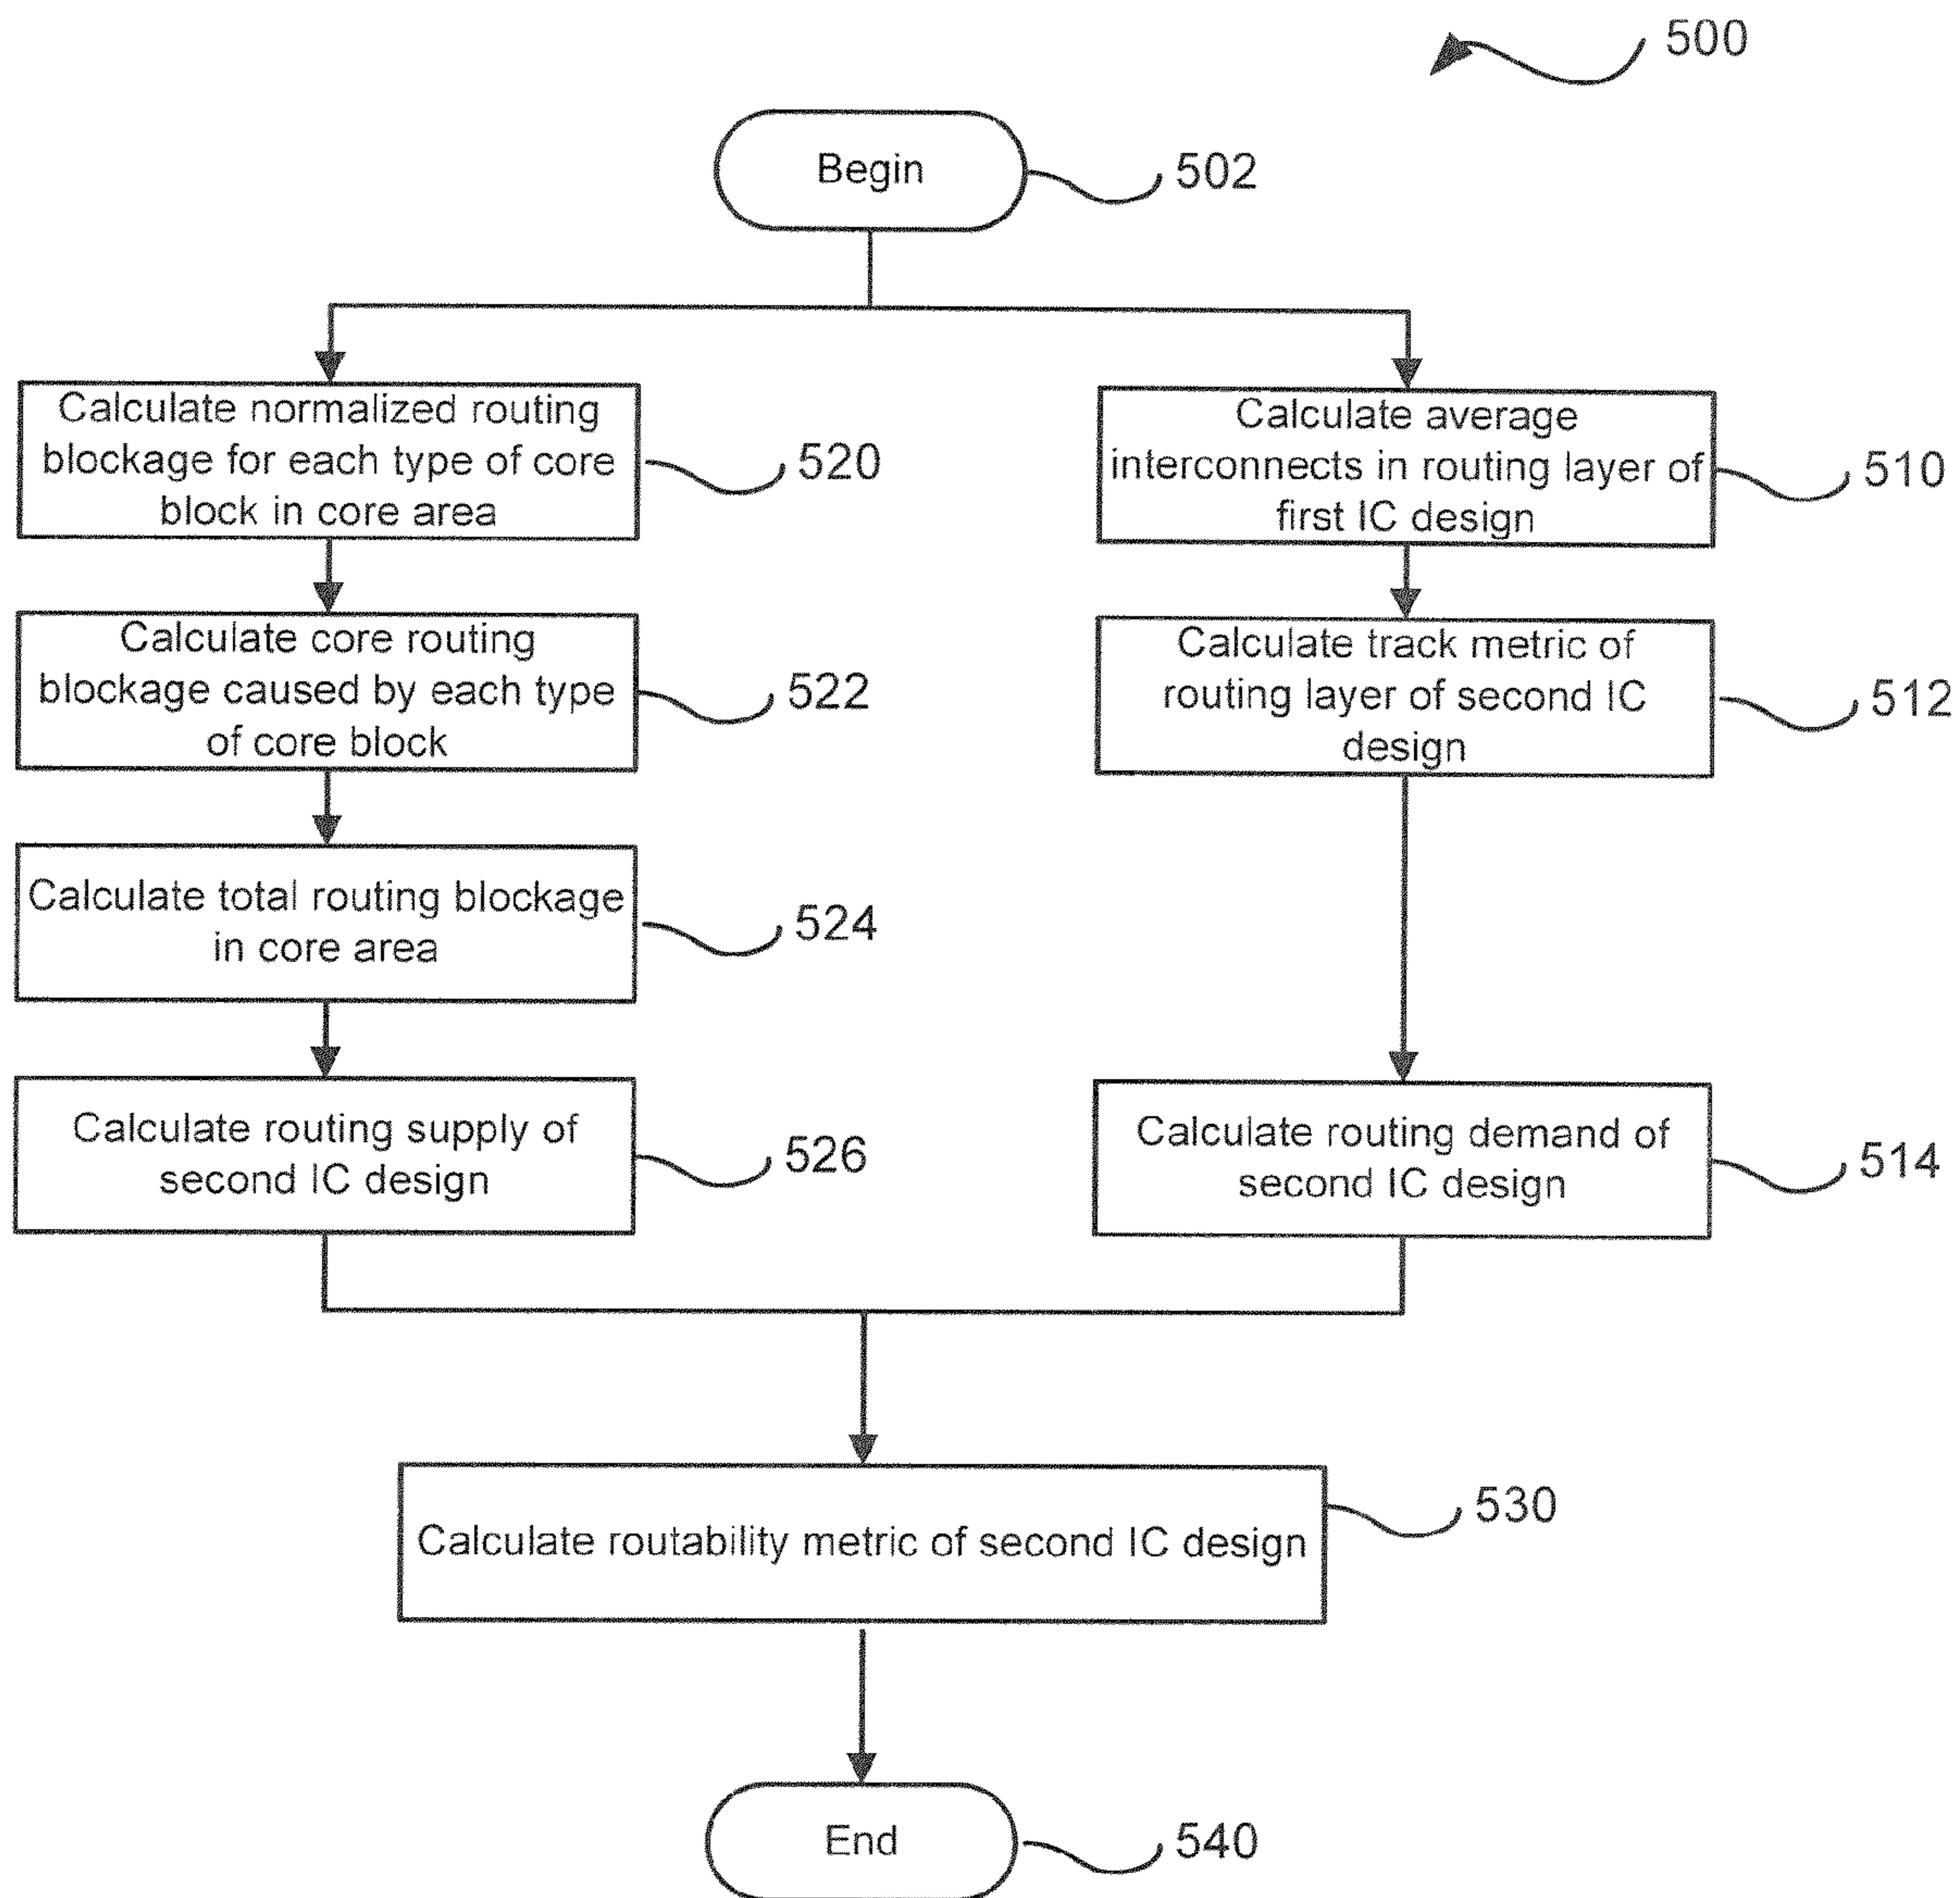 500
Begin
502
Calculate normalized routing
blockage for each type of core
block in core area
520
Calculate average
interconnects in routing layer of
first IC design
510
Calculate core routing
blockage caused by each type
of core block
522
Calculate track metric of
routing layer of second IC
design
512
Calculate total routing blockage
in core area
524
Calculate routing supply of
second IC design
526
Calculate routing demand of
second IC design
514
Calculate routability metric of second IC design
530
End
540